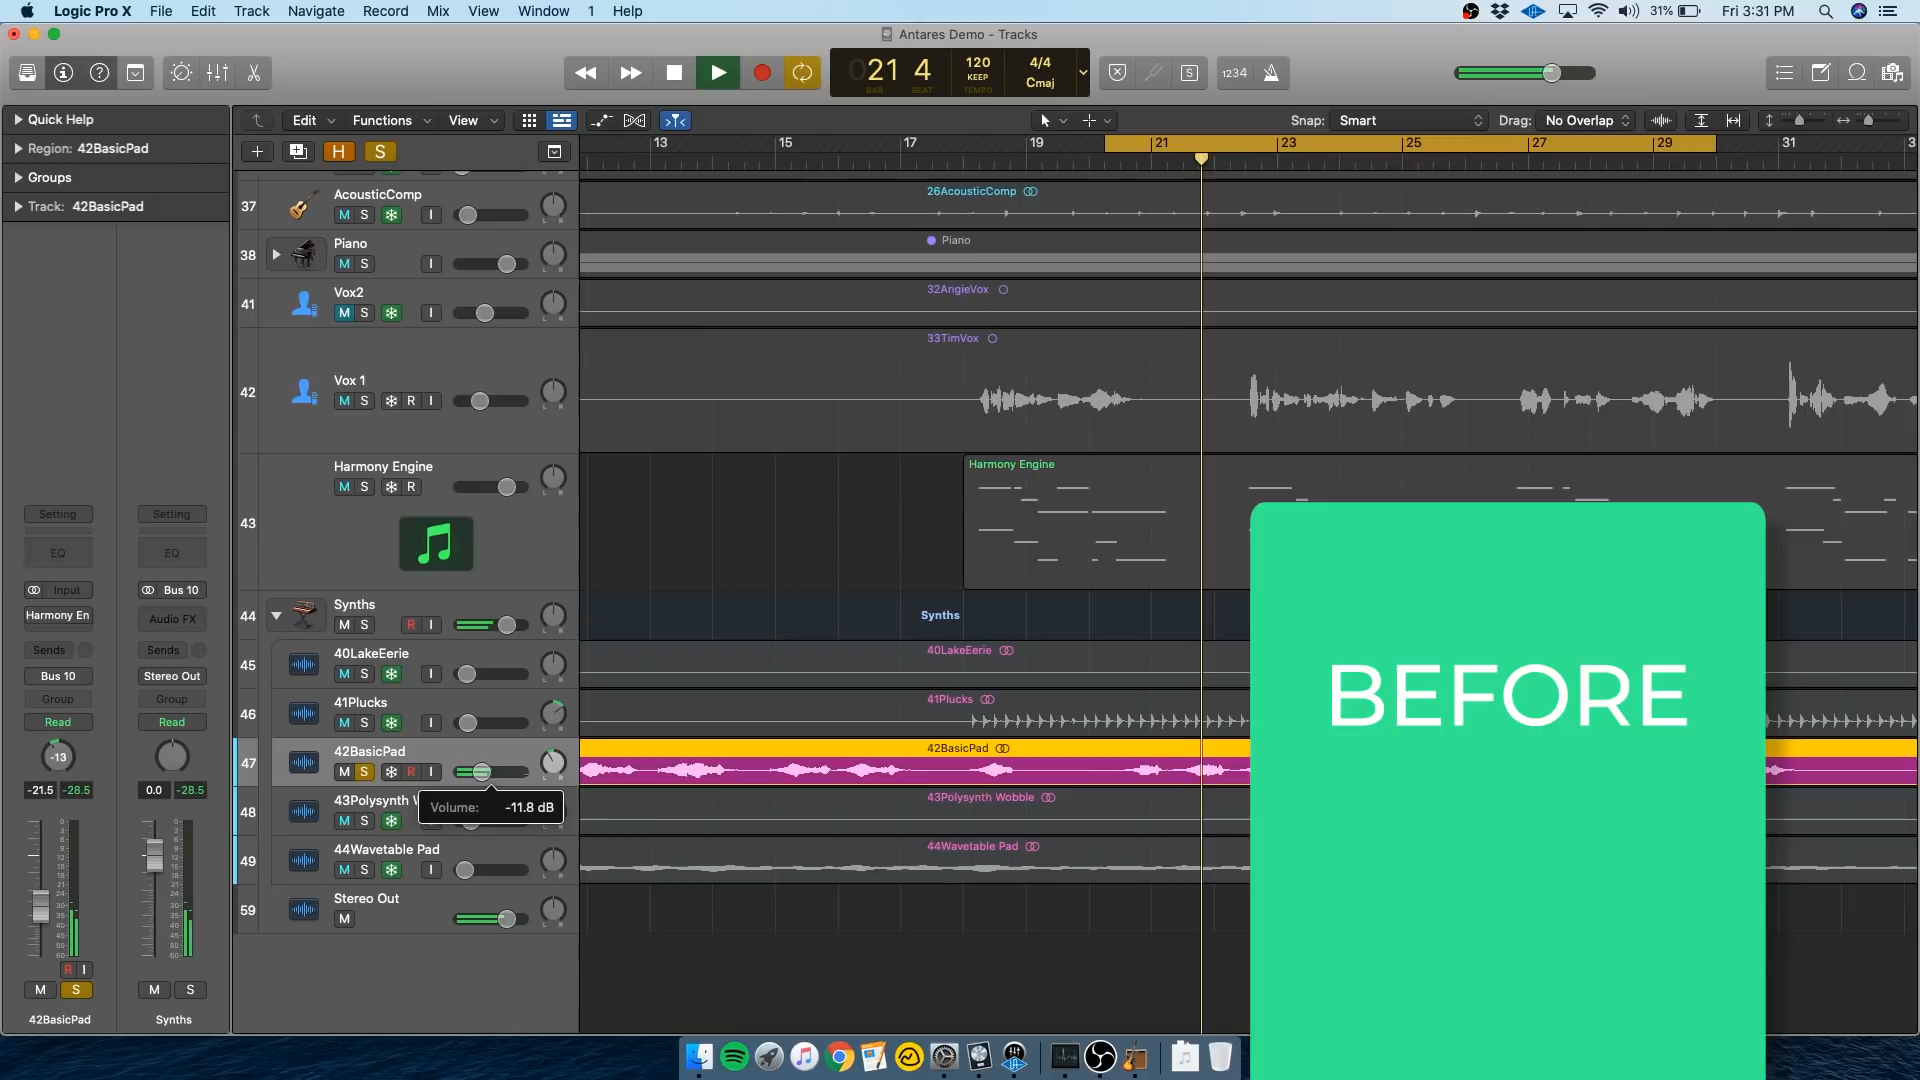 Logic Pro X File Edit Track Navigate Record Mix View Window 1 Help 31% Fri 3:31 PM
Antares Demo - Tracks
21 4 120 4/4
KEEP Cmaj
BAR BEAT TEMPO
S 1234
Quick Help
Region: 42BasicPad
Groups
Track: 42BasicPad
Edit Functions View Snap: Smart Drag: No Overlap
H S
13 15 17 19 21 23 25 27 29 31 3
37 AcousticComp
M S I
26AcousticComp
38 Piano
M S I
Piano
41 Vox2
M S I
32AngieVox
42 Vox 1
M S R I
33TimVox
43 Harmony Engine
M S R
Harmony Engine
44 Synths
M S R I
Synths
45 40LakeEerie
M S I
40LakeEerie
46 41Plucks
M S I
41Plucks
47 42BasicPad
M S R I
42BasicPad
48 43Polysynth W
M S
43Polysynth Wobble
Volume: -11.8 dB
49 44Wavetable Pad
M S I
44Wavetable Pad
59 Stereo Out
M
Setting Setting
EQ EQ
Input Bus 10
Harmony En Audio FX
Sends Sends
Bus 10 Stereo Out
Group Group
Read Read
-13
-21.5 -28.5 0.0 -28.5
R I
M S M S
42BasicPad Synths
BEFORE